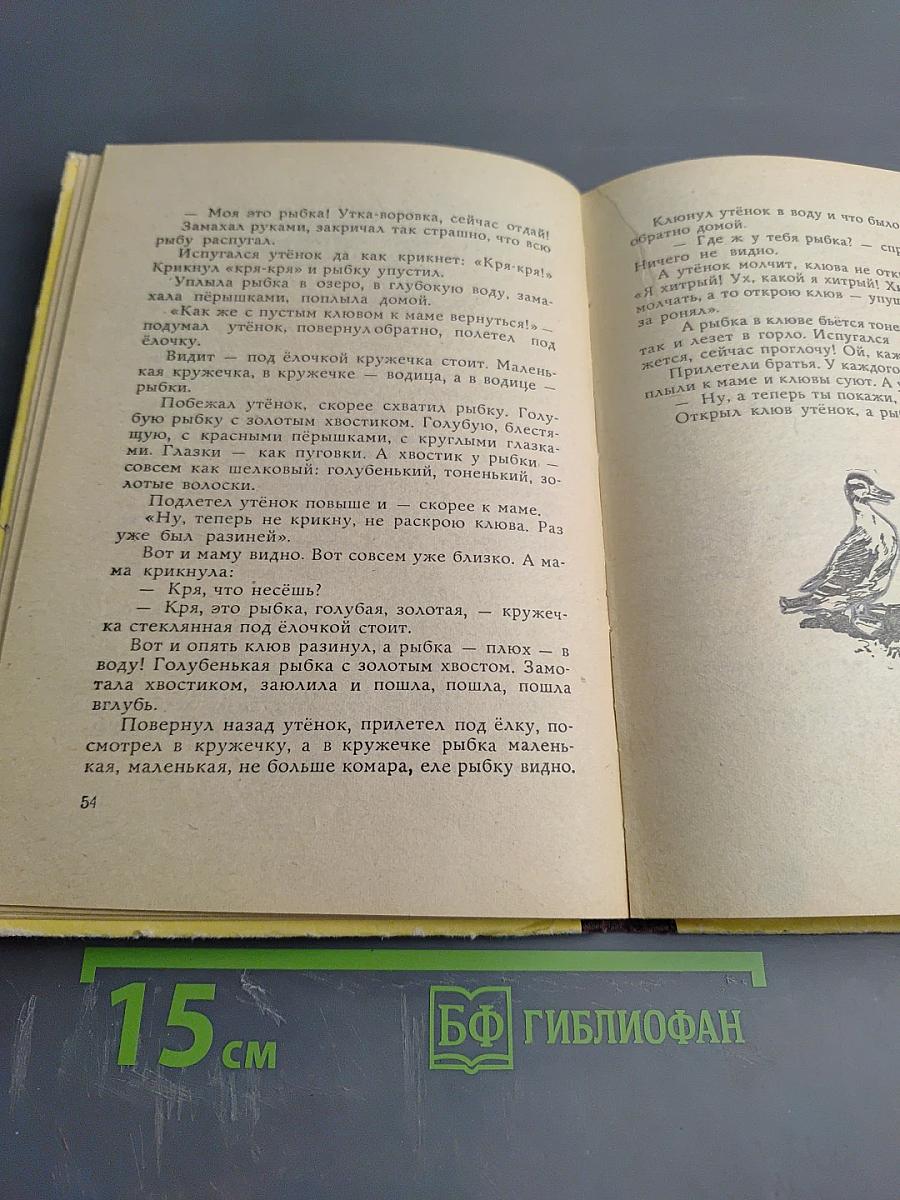 — Моя это рыбка! Утка-воровка, сейчас отдай!
Замахал руками, закричал так страшно, что всю
рыбу распугал.
Испугался утёнок да как крикнет: «Кря-кря!»
Крикнул «кря-кря» и рыбку упустил.
Уплыла рыбка в озеро, в глубокую воду, зама-
хала пёрышками, поплыла домой.
«Как же с пустым клювом к маме вернуться!» —
подумал утёнок, повернул обратно, полетел под
ёлочку.
Видит — под ёлочкой кружечка стоит. Малень-
кая кружечка, в кружечке — водица, а в водице —
рыбки.
Побежал утёнок, скорее схватил рыбку. Голу-
бую рыбку с золотым хвостиком. Голубую, блестя-
щую, с красными пёрышками, с круглыми глазка-
ми. Глазки — как пуговки. А хвостик у рыбки —
совсем как шелковый: голубенький, тоненький, зо-
лотые волоски.
Подлетел утёнок повыше и — скорее к маме.
«Ну, теперь не крикну, не раскрою клюва. Раз
уже был разиней».
Вот и маму видно. Вот совсем уже близко. А ма-
ма крикнула:
— Кря, что несёшь?
— Кря, это рыбка, голубая, золотая, — кружеч-
ка стеклянная под ёлочкой стоит.
Вот и опять клюв разинул, а рыбка — плюх — в
воду! Голубенькая рыбка с золотым хвостом. Замо-
тала хвостиком, заюлила и пошла, пошла, пошла
вглубь.
Повернул назад утёнок, прилетел под ёлку, по-
смотрел в кружечку, а в кружечке рыбка малень-
кая, маленькая, не больше комара, еле рыбку видно.
54
Клюнул утёнок в воду и что было
обратно домой.
— Где ж у тебя рыбка? — спр
Ничего не видно.
А утёнок молчит, клюва не отк
«Я хитрый! Ух, какой я хитрый! Хи
молчать, а то открою клюв — упущ
за ронял».
А рыбка в клюве бьётся тоне
так и лезет в горло. Испугался
жется, сейчас проглочу! Ой, каж
Прилетели братья. У каждого
плыли к маме и клювы суют. А у
— Ну, а теперь ты покажи,
Открыл клюв утёнок, а рыб
15 см
БФ ГИБЛИОФАН